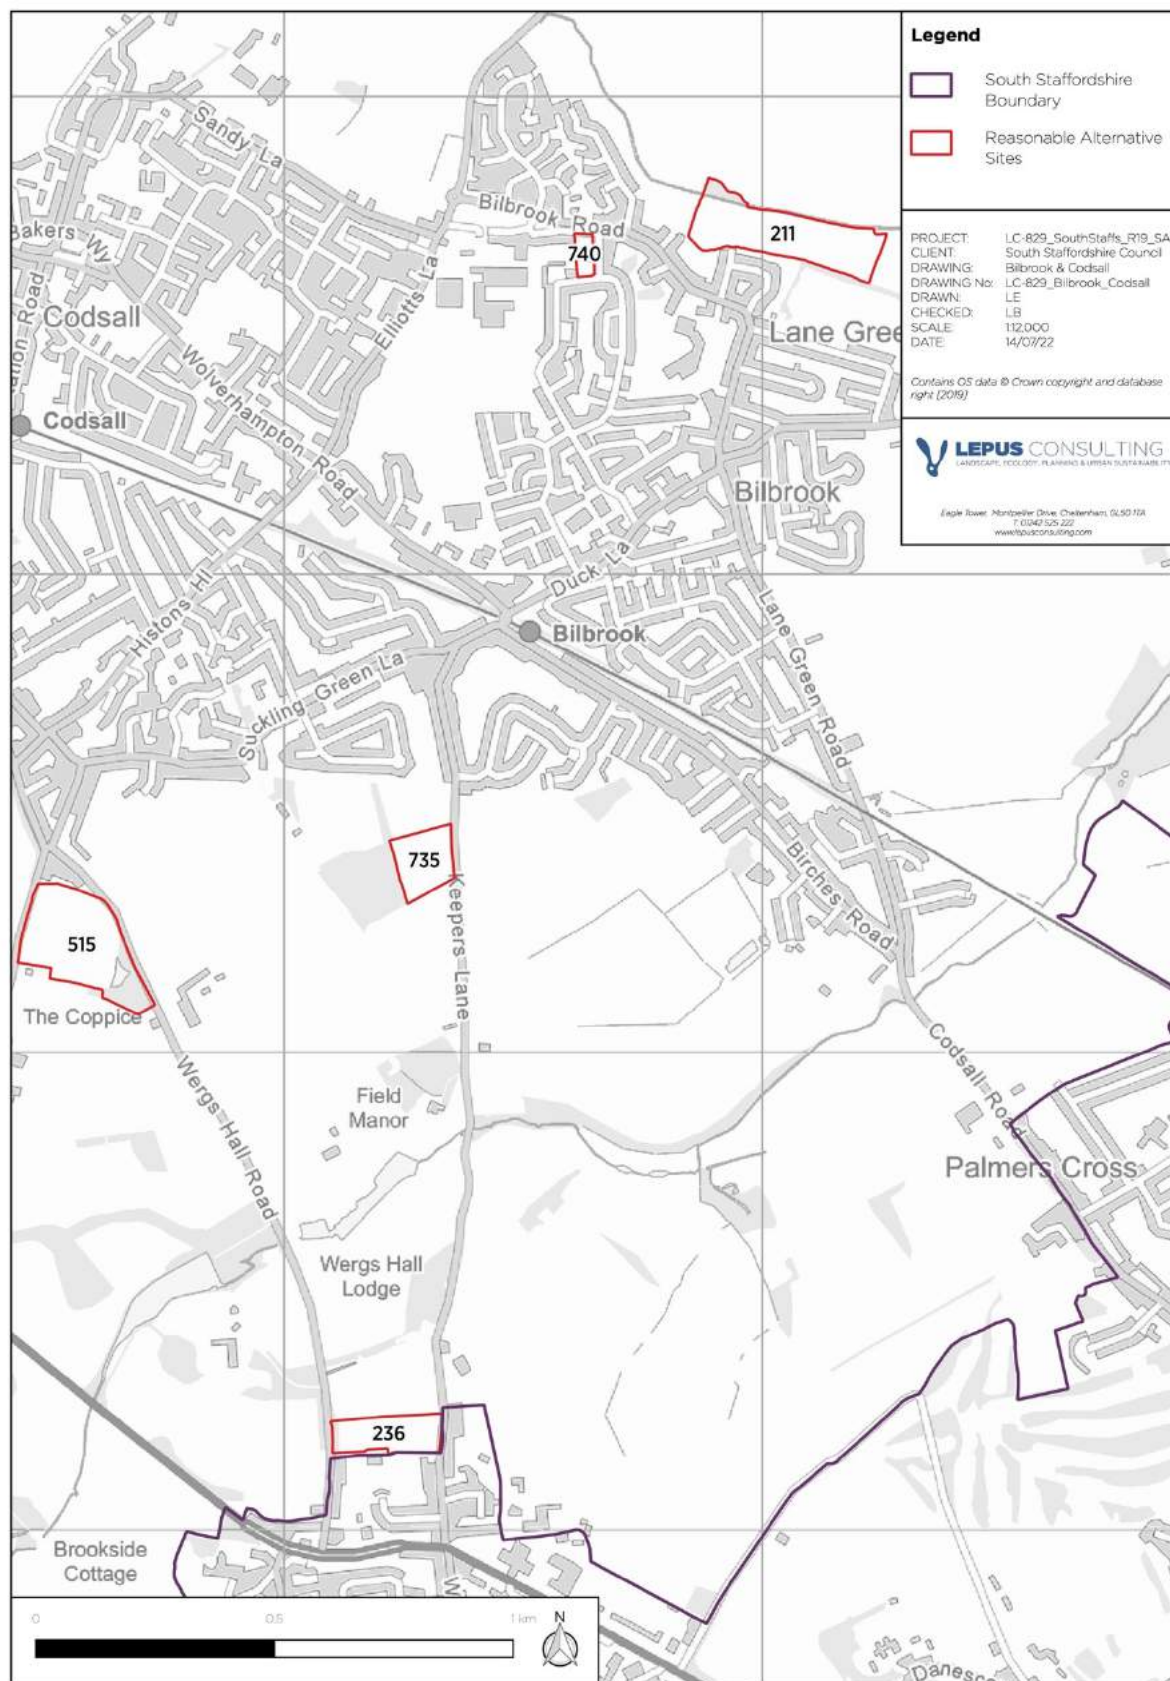 Legend
South Staffordshire
Boundary
Reasonable Alternative
Sites
PROJECT: LC-829_SouthStaffs_R19_SA
CLIENT: South Staffordshire Council
DRAWING: Bilbrook & Codsall
DRAWING No: LC-829_Bilbrook_Codsall
DRAWN: LE
CHECKED: LB
SCALE: 1:12,000
DATE: 14/07/22
Contains OS data © Crown copyright and database
right [2019]
LEPUS CONSULTING
LANDSCAPE, ECOLOGY, PLANNING & URBAN SUSTAINABILITY
Eagle Tower, Montpellier Drive, Cheltenham, GL50 1TA
T: 01242 525 222
www.lepusconsulting.com
Sandy La
Bilbrook Road
211
740
Bakers Wy
Elliotts La
Codsall
Lane Gree
ation Road
Wolverhampton Road
Codsall
Bilbrook
Duck La
Histons Hl
Bilbrook
Lane Green Road
Suckling Green La
735
Birches Road
Keepers Lane
515
The Coppice
Codsall Road
Wergs Hall Road
Field
Manor
Palmers Cross
Wergs Hall
Lodge
236
Brookside
Cottage
W
0 0.5 1 km
N
Danesc